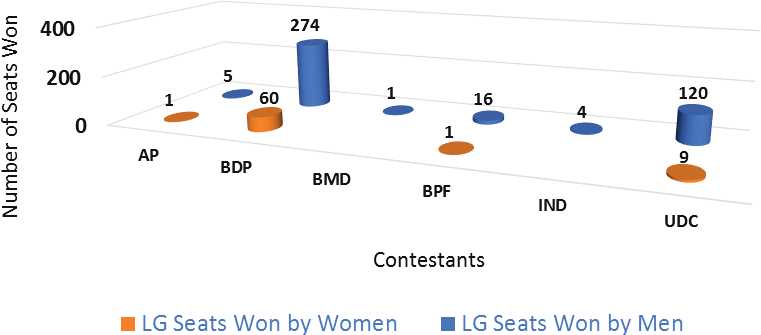 Number of Seats Won
400
200
0
274
5
1
60
1
16
1
4
120
9
AP
BDP
BMD
BPF
IND
UDC
Contestants
LG Seats Won by Women
LG Seats Won by Men